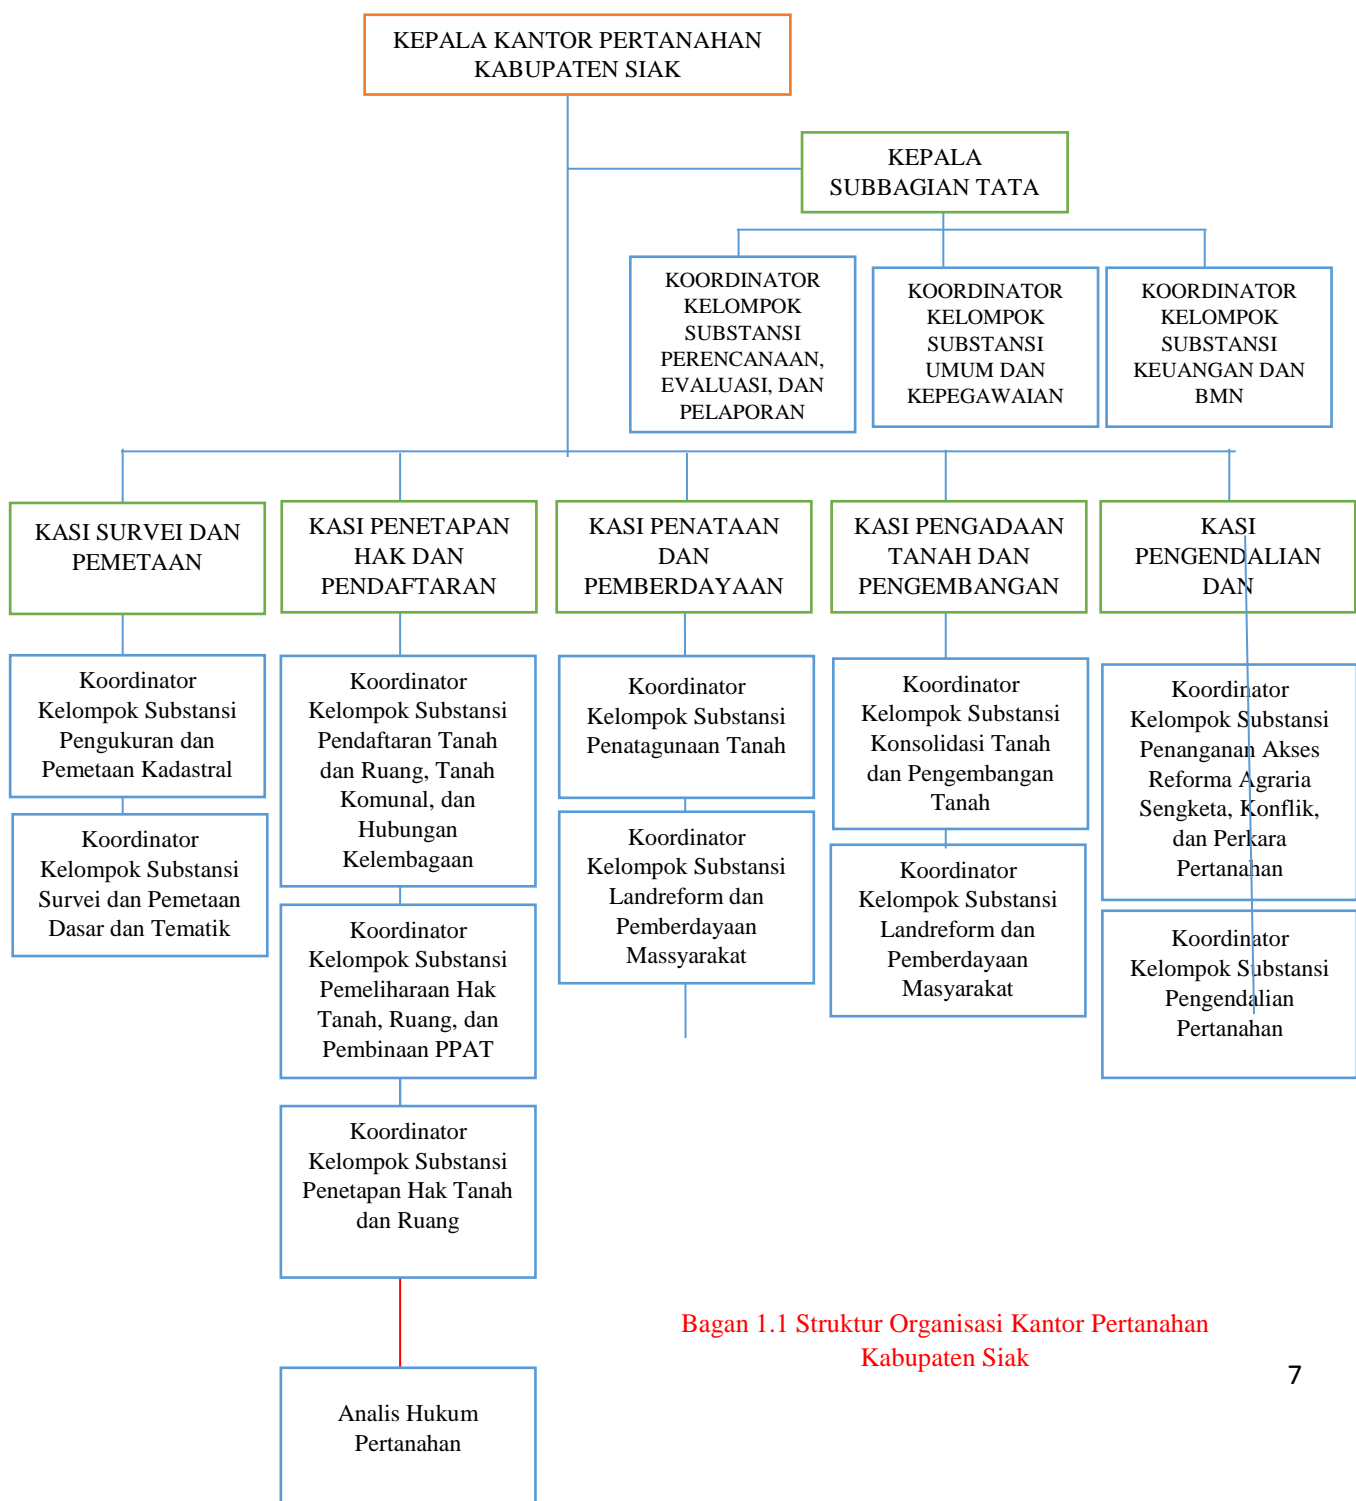 KEPALA KANTOR PERTANAHAN
KABUPATEN SIAK
KEPALA
SUBBAGIAN TATA
KOORDINATOR
KELOMPOK
SUBSTANSI
PERENCANAAN,
EVALUASI, DAN
PELAPORAN
KOORDINATOR
KELOMPOK
SUBSTANSI
UMUM DAN
KEPEGAWAIAN
KOORDINATOR
KELOMPOK
SUBSTANSI
KEUANGAN DAN
BMN
KASI SURVEI DAN
PEMETAAN
KASI PENETAPAN
HAK DAN
PENDAFTARAN
KASI PENATAAN
DAN
PEMBERDAYAAN
KASI PENGADAAN
TANAH DAN
PENGEMBANGAN
KASI
PENGENDALIAN
DAN
Koordinator
Kelompok Substansi
Pengukuran dan
Pemetaan Kadastral
Koordinator
Kelompok Substansi
Survei dan Pemetaan
Dasar dan Tematik
Koordinator
Kelompok Substansi
Pendaftaran Tanah
dan Ruang, Tanah
Komunal, dan
Hubungan
Kelembagaan
Koordinator
Kelompok Substansi
Pemeliharaan Hak
Tanah, Ruang, dan
Pembinaan PPAT
Koordinator
Kelompok Substansi
Penetapan Hak Tanah
dan Ruang
Analis Hukum
Pertanahan
Koordinator
Kelompok Substansi
Penatagunaan Tanah
Koordinator
Kelompok Substansi
Landreform dan
Pemberdayaan
Massyarakat
Koordinator
Kelompok Substansi
Konsolidasi Tanah
dan Pengembangan
Tanah
Koordinator
Kelompok Substansi
Landreform dan
Pemberdayaan
Masyarakat
Koordinator
Kelompok Substansi
Penanganan Akses
Reforma Agraria
Sengketa, Konflik,
dan Perkara
Pertanahan
Koordinator
Kelompok Substansi
Pengendalian
Pertanahan
Bagan 1.1 Struktur Organisasi Kantor Pertanahan
Kabupaten Siak
7